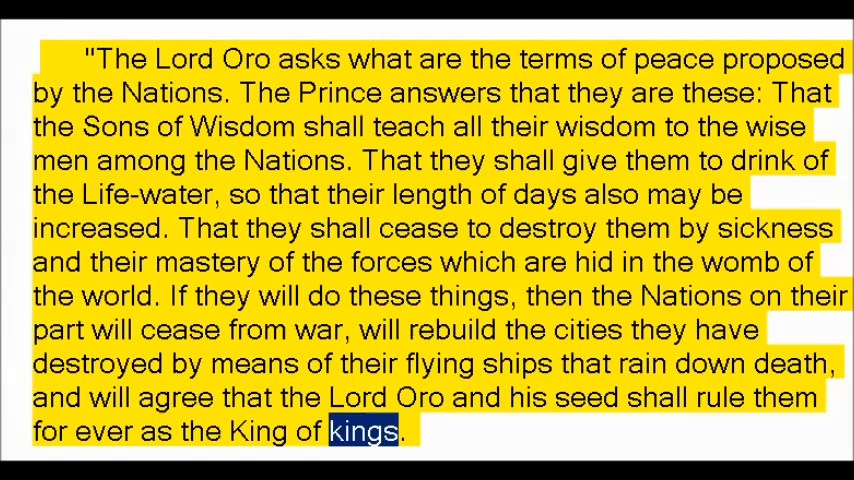 "The Lord Oro asks what are the terms of peace proposed
by the Nations. The Prince answers that they are these: That
the Sons of Wisdom shall teach all their wisdom to the wise
men among the Nations. That they shall give them to drink of
the Life-water, so that their length of days also may be
increased. That they shall cease to destroy them by sickness
and their mastery of the forces which are hid in the womb of
the world. If they will do these things, then the Nations on their
part will cease from war, will rebuild the cities they have
destroyed by means of their flying ships that rain down death,
and will agree that the Lord Oro and his seed shall rule them
for ever as the King of kings.